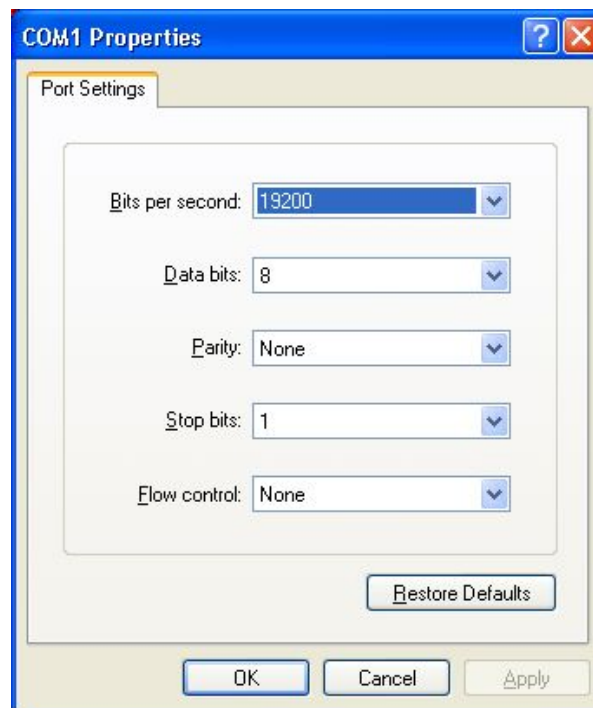 COM1 Properties
Port Settings
Bits per second: 19200
Data bits: 8
Parity: None
Stop bits: 1
Flow control: None
Restore Defaults
OK Cancel Apply